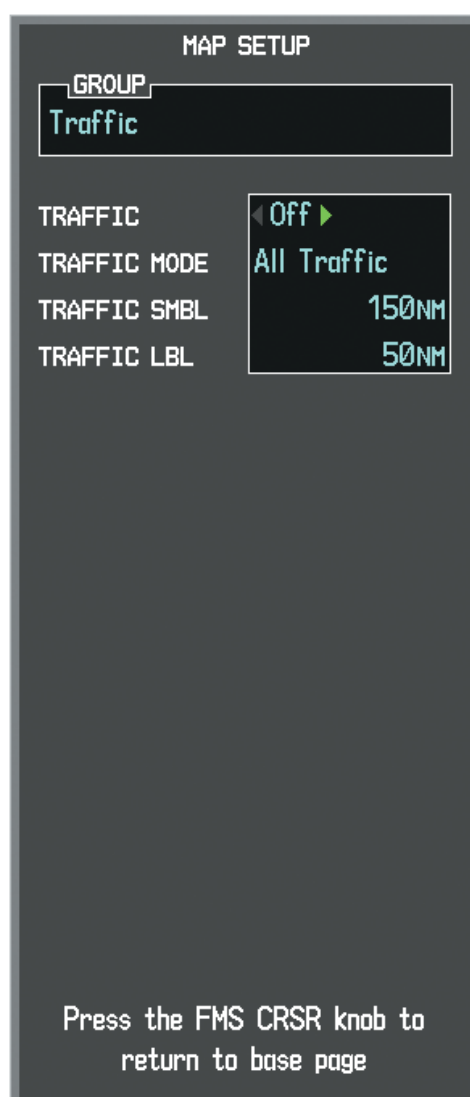 MAP SETUP
GROUP
Traffic
TRAFFIC Off
TRAFFIC MODE All Traffic
TRAFFIC SMBL 150NM
TRAFFIC LBL 50NM
Press the FMS CRSR knob to
return to base page